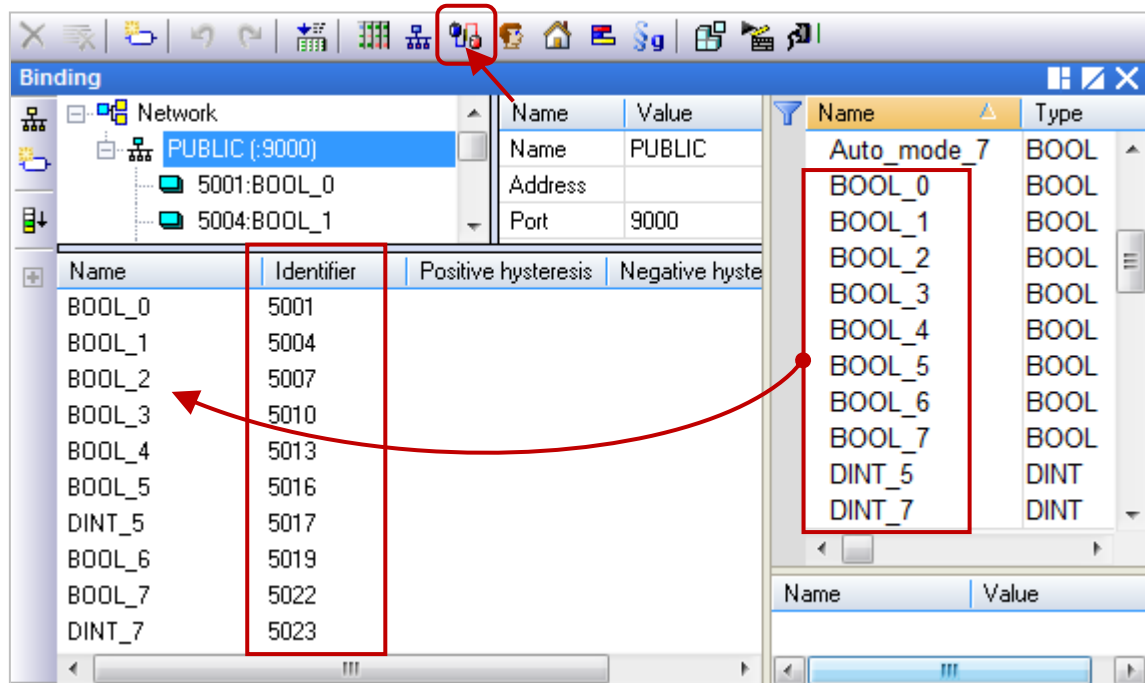 §g
Binding
Network
PUBLIC (:9000)
5001:BOOL_0
5004:BOOL_1
Name Value
Name PUBLIC
Address
Port 9000
Name Identifier Positive hysteresis Negative hyste
BOOL_0 5001
BOOL_1 5004
BOOL_2 5007
BOOL_3 5010
BOOL_4 5013
BOOL_5 5016
DINT_5 5017
BOOL_6 5019
BOOL_7 5022
DINT_7 5023
Name Type
Auto_mode_7 BOOL
BOOL_0 BOOL
BOOL_1 BOOL
BOOL_2 BOOL
BOOL_3 BOOL
BOOL_4 BOOL
BOOL_5 BOOL
BOOL_6 BOOL
BOOL_7 BOOL
DINT_5 DINT
DINT_7 DINT
Name Value